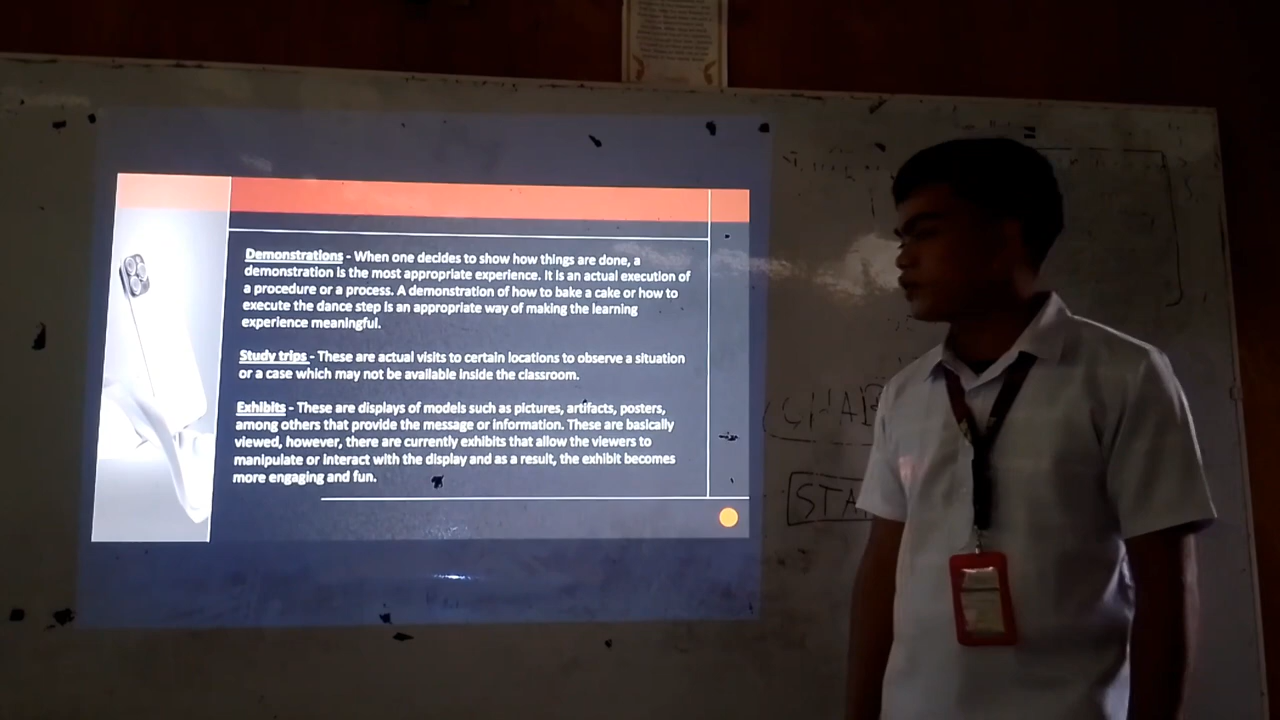 Demonstrations - When one decides to show how things are done, a
demonstration is the most appropriate experience. It is an actual execution of
a procedure or a process. A demonstration of how to bake a cake or how to
execute the dance step is an appropriate way of making the learning
experience meaningful.
Study trips - These are actual visits to certain locations to observe a situation
or a case which may not be available inside the classroom.
Exhibits - These are displays of models such as pictures, artifacts, posters,
among others that provide the message or information. These are basically
viewed, however, there are currently exhibits that allow the viewers to
manipulate or interact with the display and as a result, the exhibit becomes
more engaging and fun.